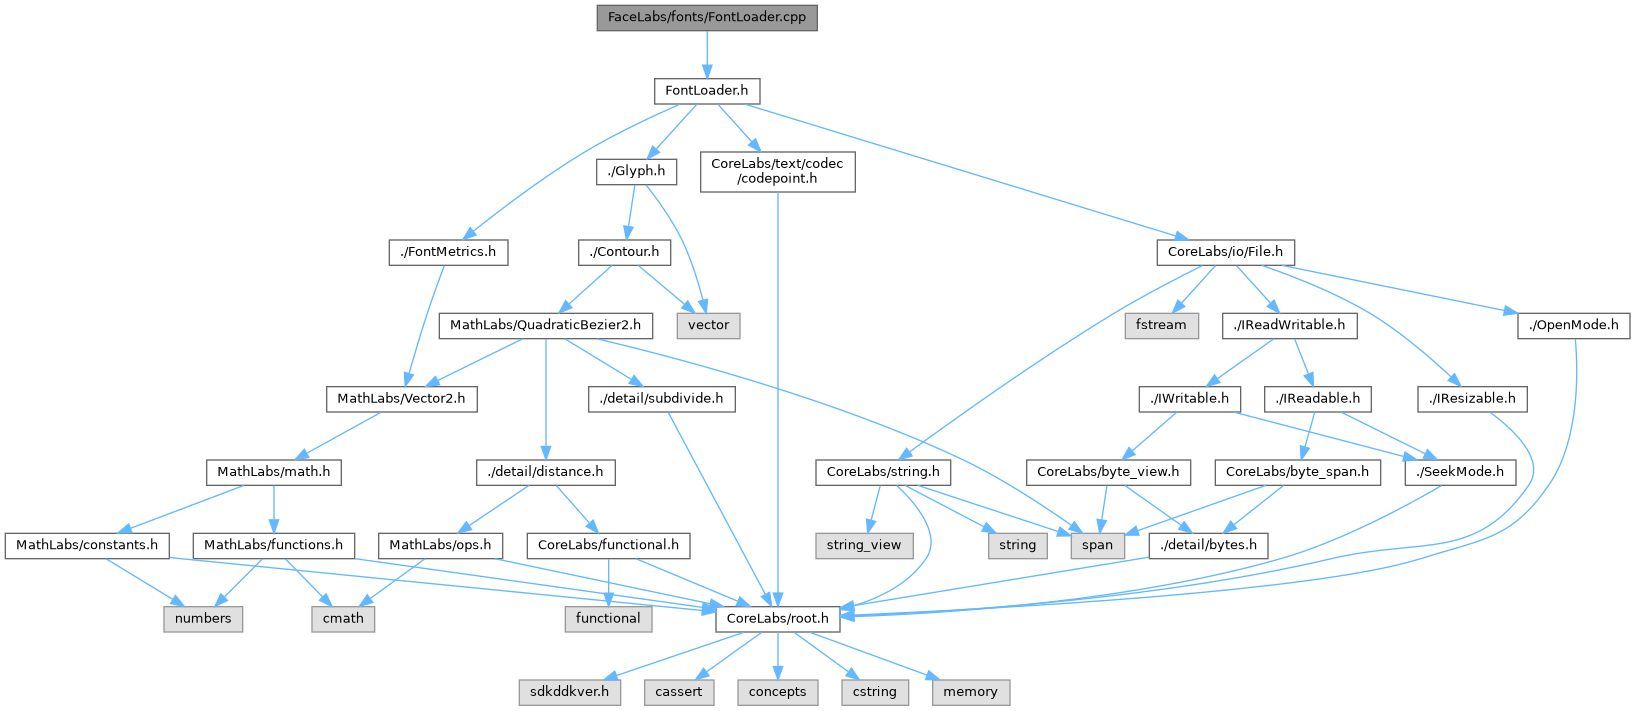 FaceLabs/fonts/FontLoader.cpp
FontLoader.h
./Glyph.h
CoreLabs/text/codec
/codepoint.h
./FontMetrics.h
./Contour.h
CoreLabs/io/File.h
MathLabs/QuadraticBezier2.h
vector
fstream
./IReadWritable.h
./OpenMode.h
MathLabs/Vector2.h
./detail/subdivide.h
./IWritable.h
./IReadable.h
./IResizable.h
MathLabs/math.h
./detail/distance.h
CoreLabs/string.h
CoreLabs/byte_view.h
CoreLabs/byte_span.h
./SeekMode.h
MathLabs/constants.h
MathLabs/functions.h
MathLabs/ops.h
CoreLabs/functional.h
string_view
string
span
./detail/bytes.h
numbers
cmath
functional
CoreLabs/root.h
sdkddkver.h
cassert
concepts
cstring
memory